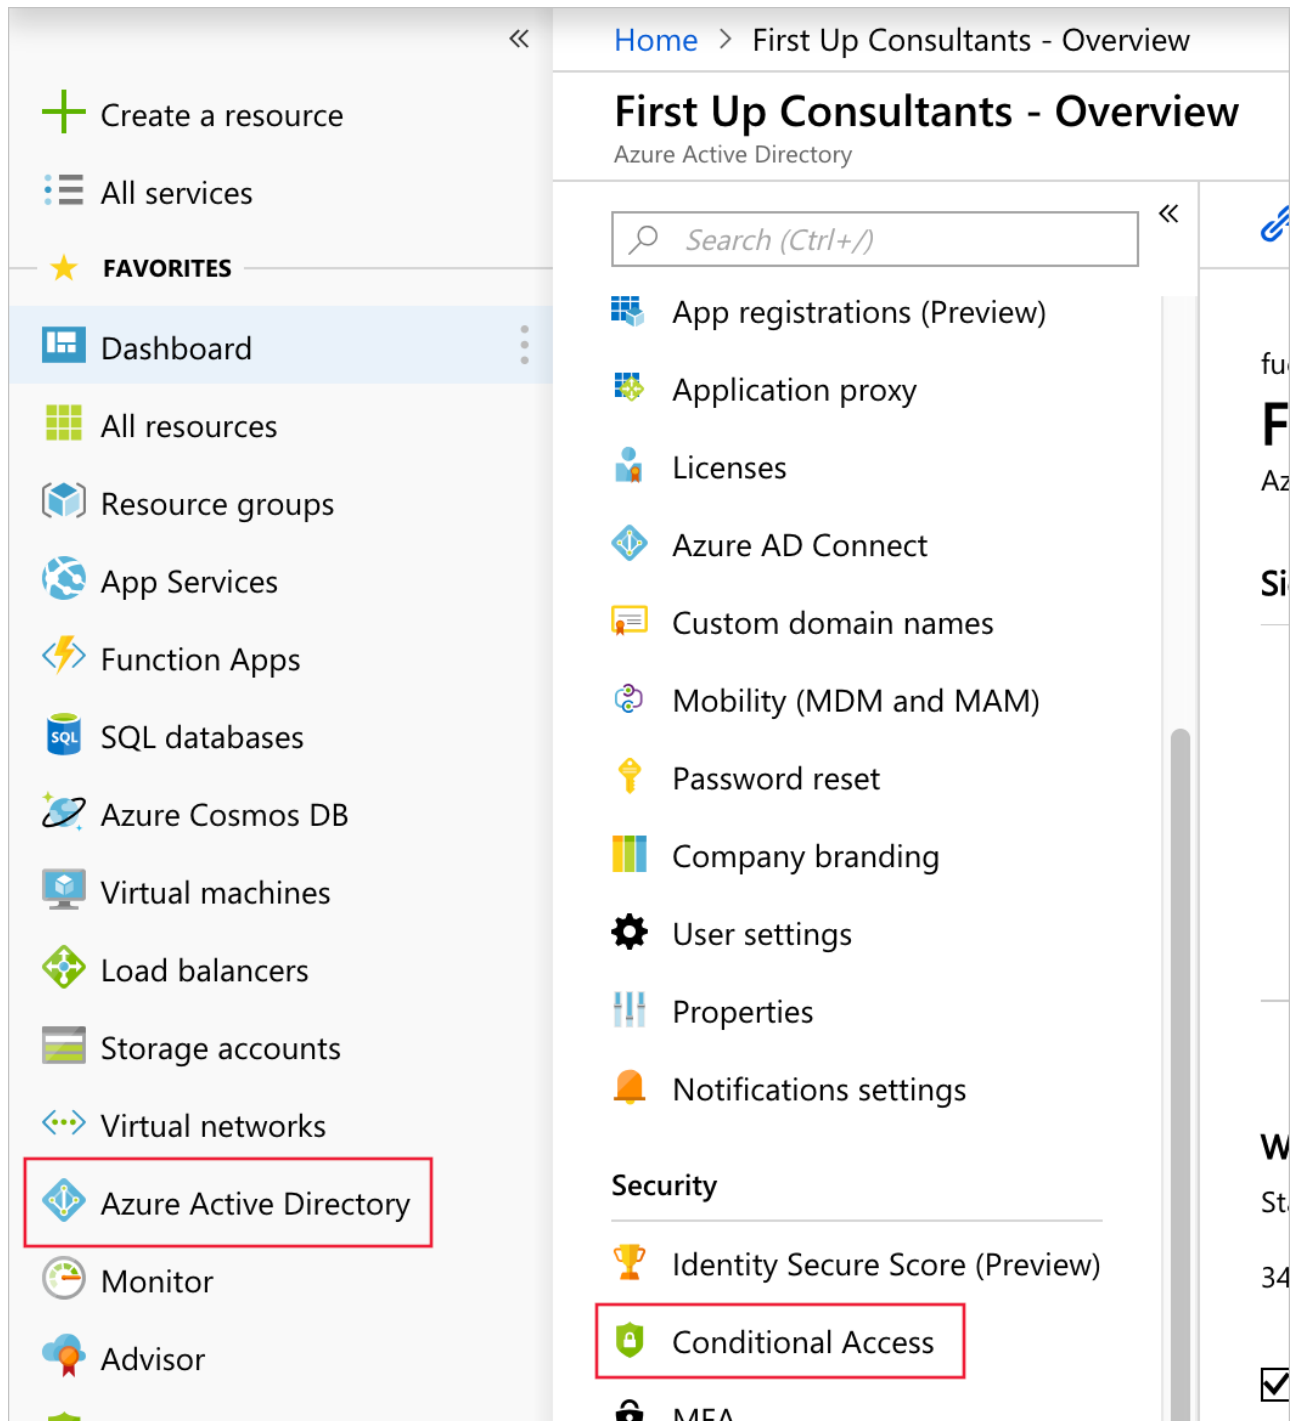 Create a resource
All services
FAVORITES
Dashboard
All resources
Resource groups
App Services
Function Apps
SQL
SQL databases
Azure Cosmos DB
Virtual machines
Load balancers
Storage accounts
Virtual networks
Azure Active Directory
Monitor
Advisor
Home > First Up Consultants - Overview
First Up Consultants - Overview
Azure Active Directory
Search (Ctrl+/)
App registrations (Preview)
Application proxy
Licenses
Azure AD Connect
Custom domain names
Mobility (MDM and MAM)
Password reset
Company branding
User settings
Properties
Notifications settings
Security
Identity Secure Score (Preview)
Conditional Access
MFA
34